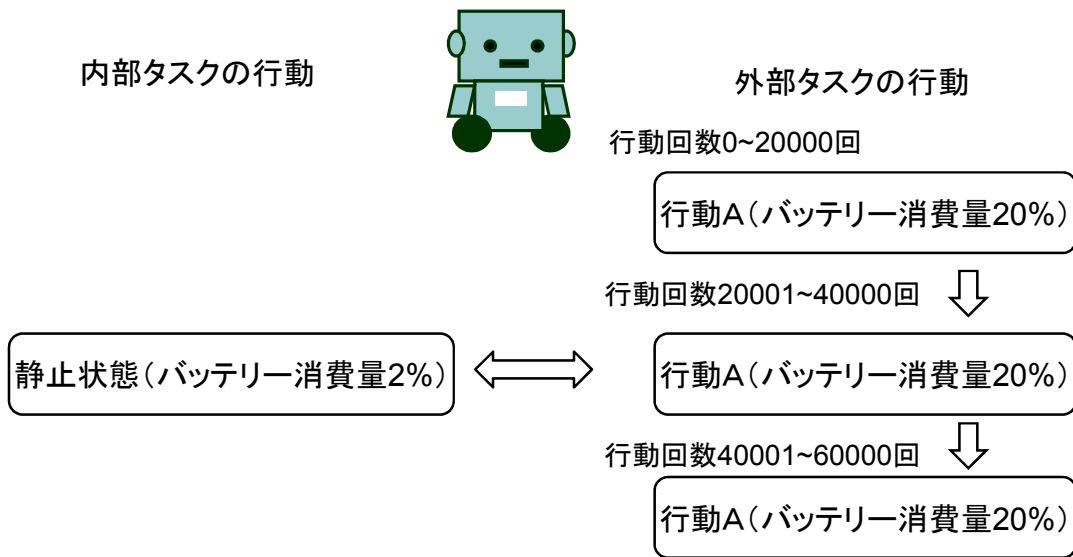 内部タスクの行動
外部タスクの行動
行動回数0~20000回
行動A(バッテリー消費量20%)
行動回数20001~40000回
静止状態(バッテリー消費量2%)
行動A(バッテリー消費量20%)
行動回数40001~60000回
行動A(バッテリー消費量20%)